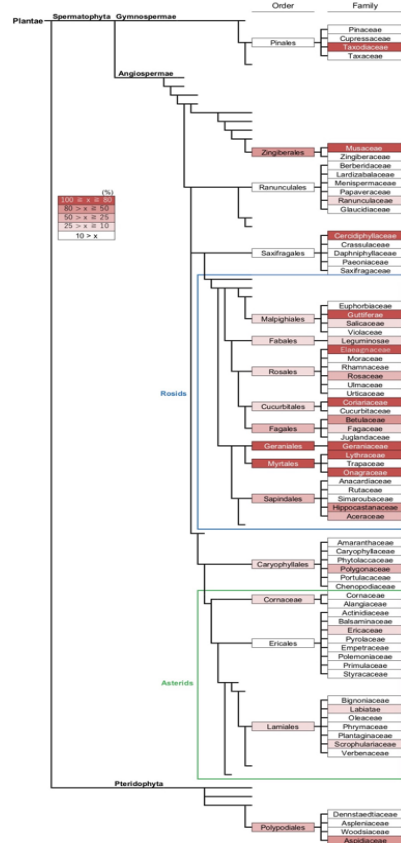 Order Family
Plantae Spermatophyta Gymnospermae
Pinaceae
Cupressaceae
Pinales
Taxodiaceae
Taxaceae
Angiospermae
Musaceae
Zingiberales
Zingiberaceae
Berberidaceae
Lardizabalaceae
Menispermaceae
Ranunculales
Papaveraceae
Ranunculaceae
Glaucidiaceae
(%)
100 ≧ x ≧ 80
80 > x ≧ 50
50 > x ≧ 25
25 > x ≧ 10
10 > x
Cercidiphyllaceae
Crassulaceae
Saxifragales
Daphniphyllaceae
Paeoniaceae
Saxifragaceae
Euphorbiaceae
Guttiferae
Malpighiales
Salicaceae
Violaceae
Fabales
Leguminosae
Elaeagnaceae
Moraceae
Rosales
Rhamnaceae
Rosaceae
Ulmaceae
Urticaceae
Rosids
Coriariaceae
Cucurbitales
Cucurbitaceae
Betulaceae
Fagales
Fagaceae
Juglandaceae
Geraniales
Geraniaceae
Lythraceae
Myrtiales
Trapaceae
Onagraceae
Anacardiaceae
Rutaceae
Sapindales
Simaroubaceae
Hippocastanaceae
Aceraceae
Amaranthaceae
Caryophyllaceae
Caryophyllales
Phytolaccaceae
Polygonaceae
Portulacaceae
Chenopodiaceae
Cornaceae
Cornaceae
Alangiaceae
Actinidiaceae
Balsaminaceae
Ericaceae
Ericales
Pyrolaceae
Empetraceae
Polemoniaceae
Primulaceae
Styracaceae
Asterids
Bignoniaceae
Labiatae
Oleaceae
Lamiales
Phrymaceae
Plantaginaceae
Scrophulariaceae
Verbenaceae
Pteridophyta
Dennstaedtiaceae
Aspleniaceae
Polypodiales
Woodsiaceae
Aspidiaceae